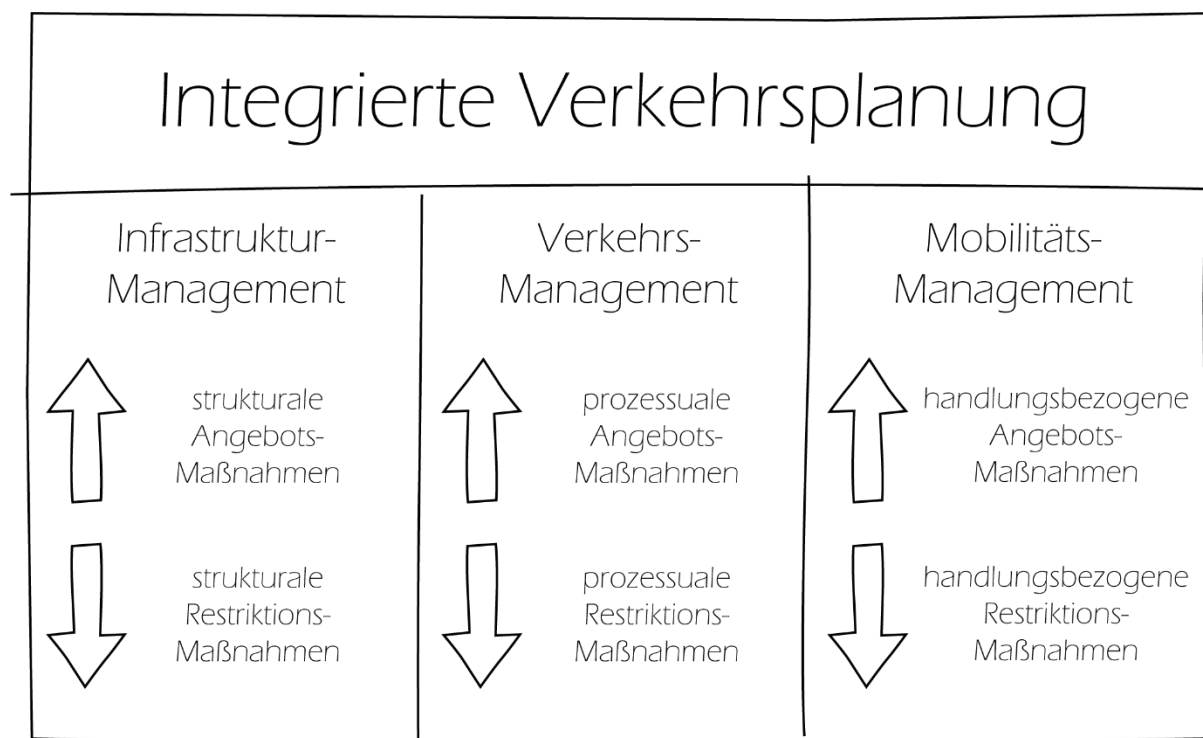 Integrierte Verkehrsplanung
Infrastruktur-
Management
strukturale
Angebots-
Maßnahmen
strukturale
Restriktions-
Maßnahmen
Verkehrs-
Management
prozessuale
Angebots-
Maßnahmen
prozessuale
Restriktions-
Maßnahmen
Mobilitäts-
Management
handlungsbezogene
Angebots-
Maßnahmen
handlungsbezogene
Restriktions-
Maßnahmen